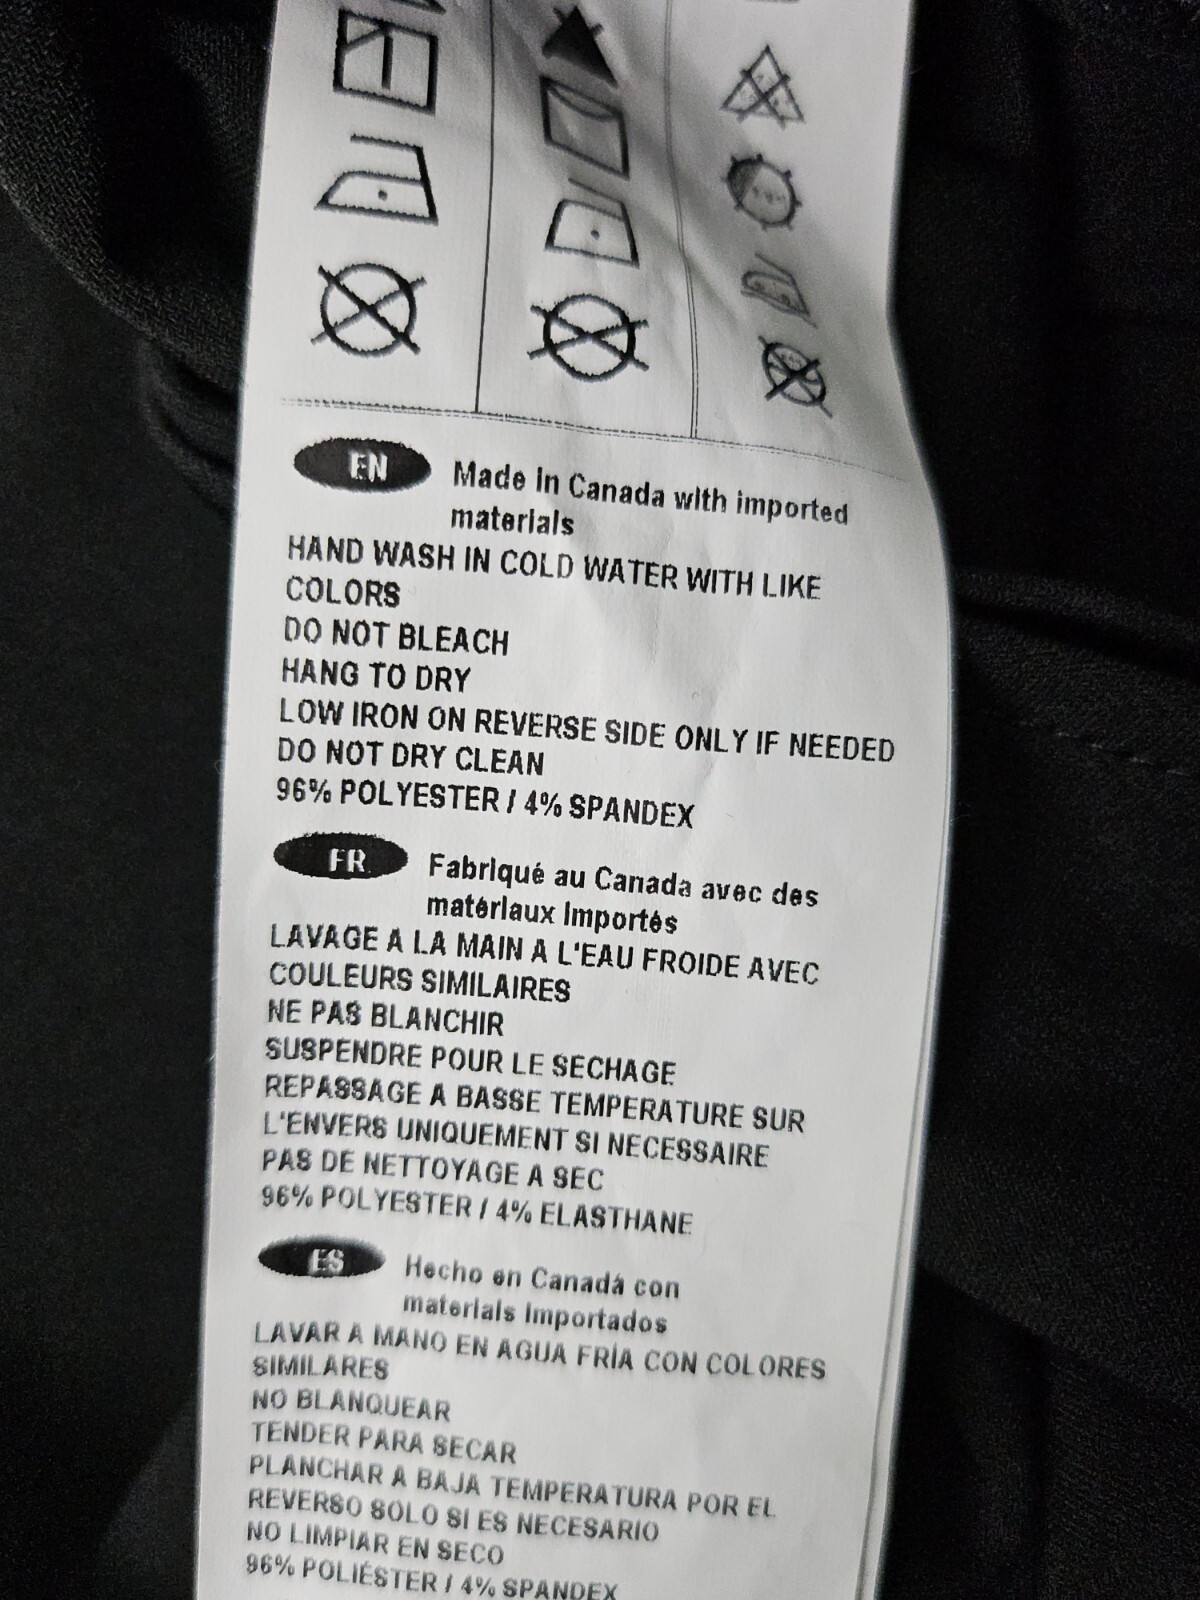 EN
Made in Canada with imported
materials
HAND WASH IN COLD WATER WITH LIKE
COLORS
DO NOT BLEACH
HANG TO DRY
LOW IRON ON REVERSE SIDE ONLY IF NEEDED
DO NOT DRY CLEAN
96% POLYESTER / 4% SPANDEX
FR
Fabriqué au Canada avec des
matériaux importés
LAVAGE A LA MAIN A L'EAU FROIDE AVEC
COULEURS SIMILAIRES
NE PAS BLANCHIR
SUSPENDRE POUR LE SECHAGE
REPASSAGE A BASSE TEMPERATURE SUR
L'ENVERS UNIQUEMENT SI NECESSAIRE
PAS DE NETTOYAGE A SEC
96% POLYESTER / 4% ELASTHANE
ES
Hecho en Canadá con
materials importados
LAVAR A MANO EN AGUA FRÍA CON COLORES
SIMILARES
NO BLANQUEAR
TENDER PARA SECAR
PLANCHAR A BAJA TEMPERATURA POR EL
REVERSO SOLO SI ES NECESARIO
NO LIMPIAR EN SECO
96% POLIÉSTER / 4% SPANDEX